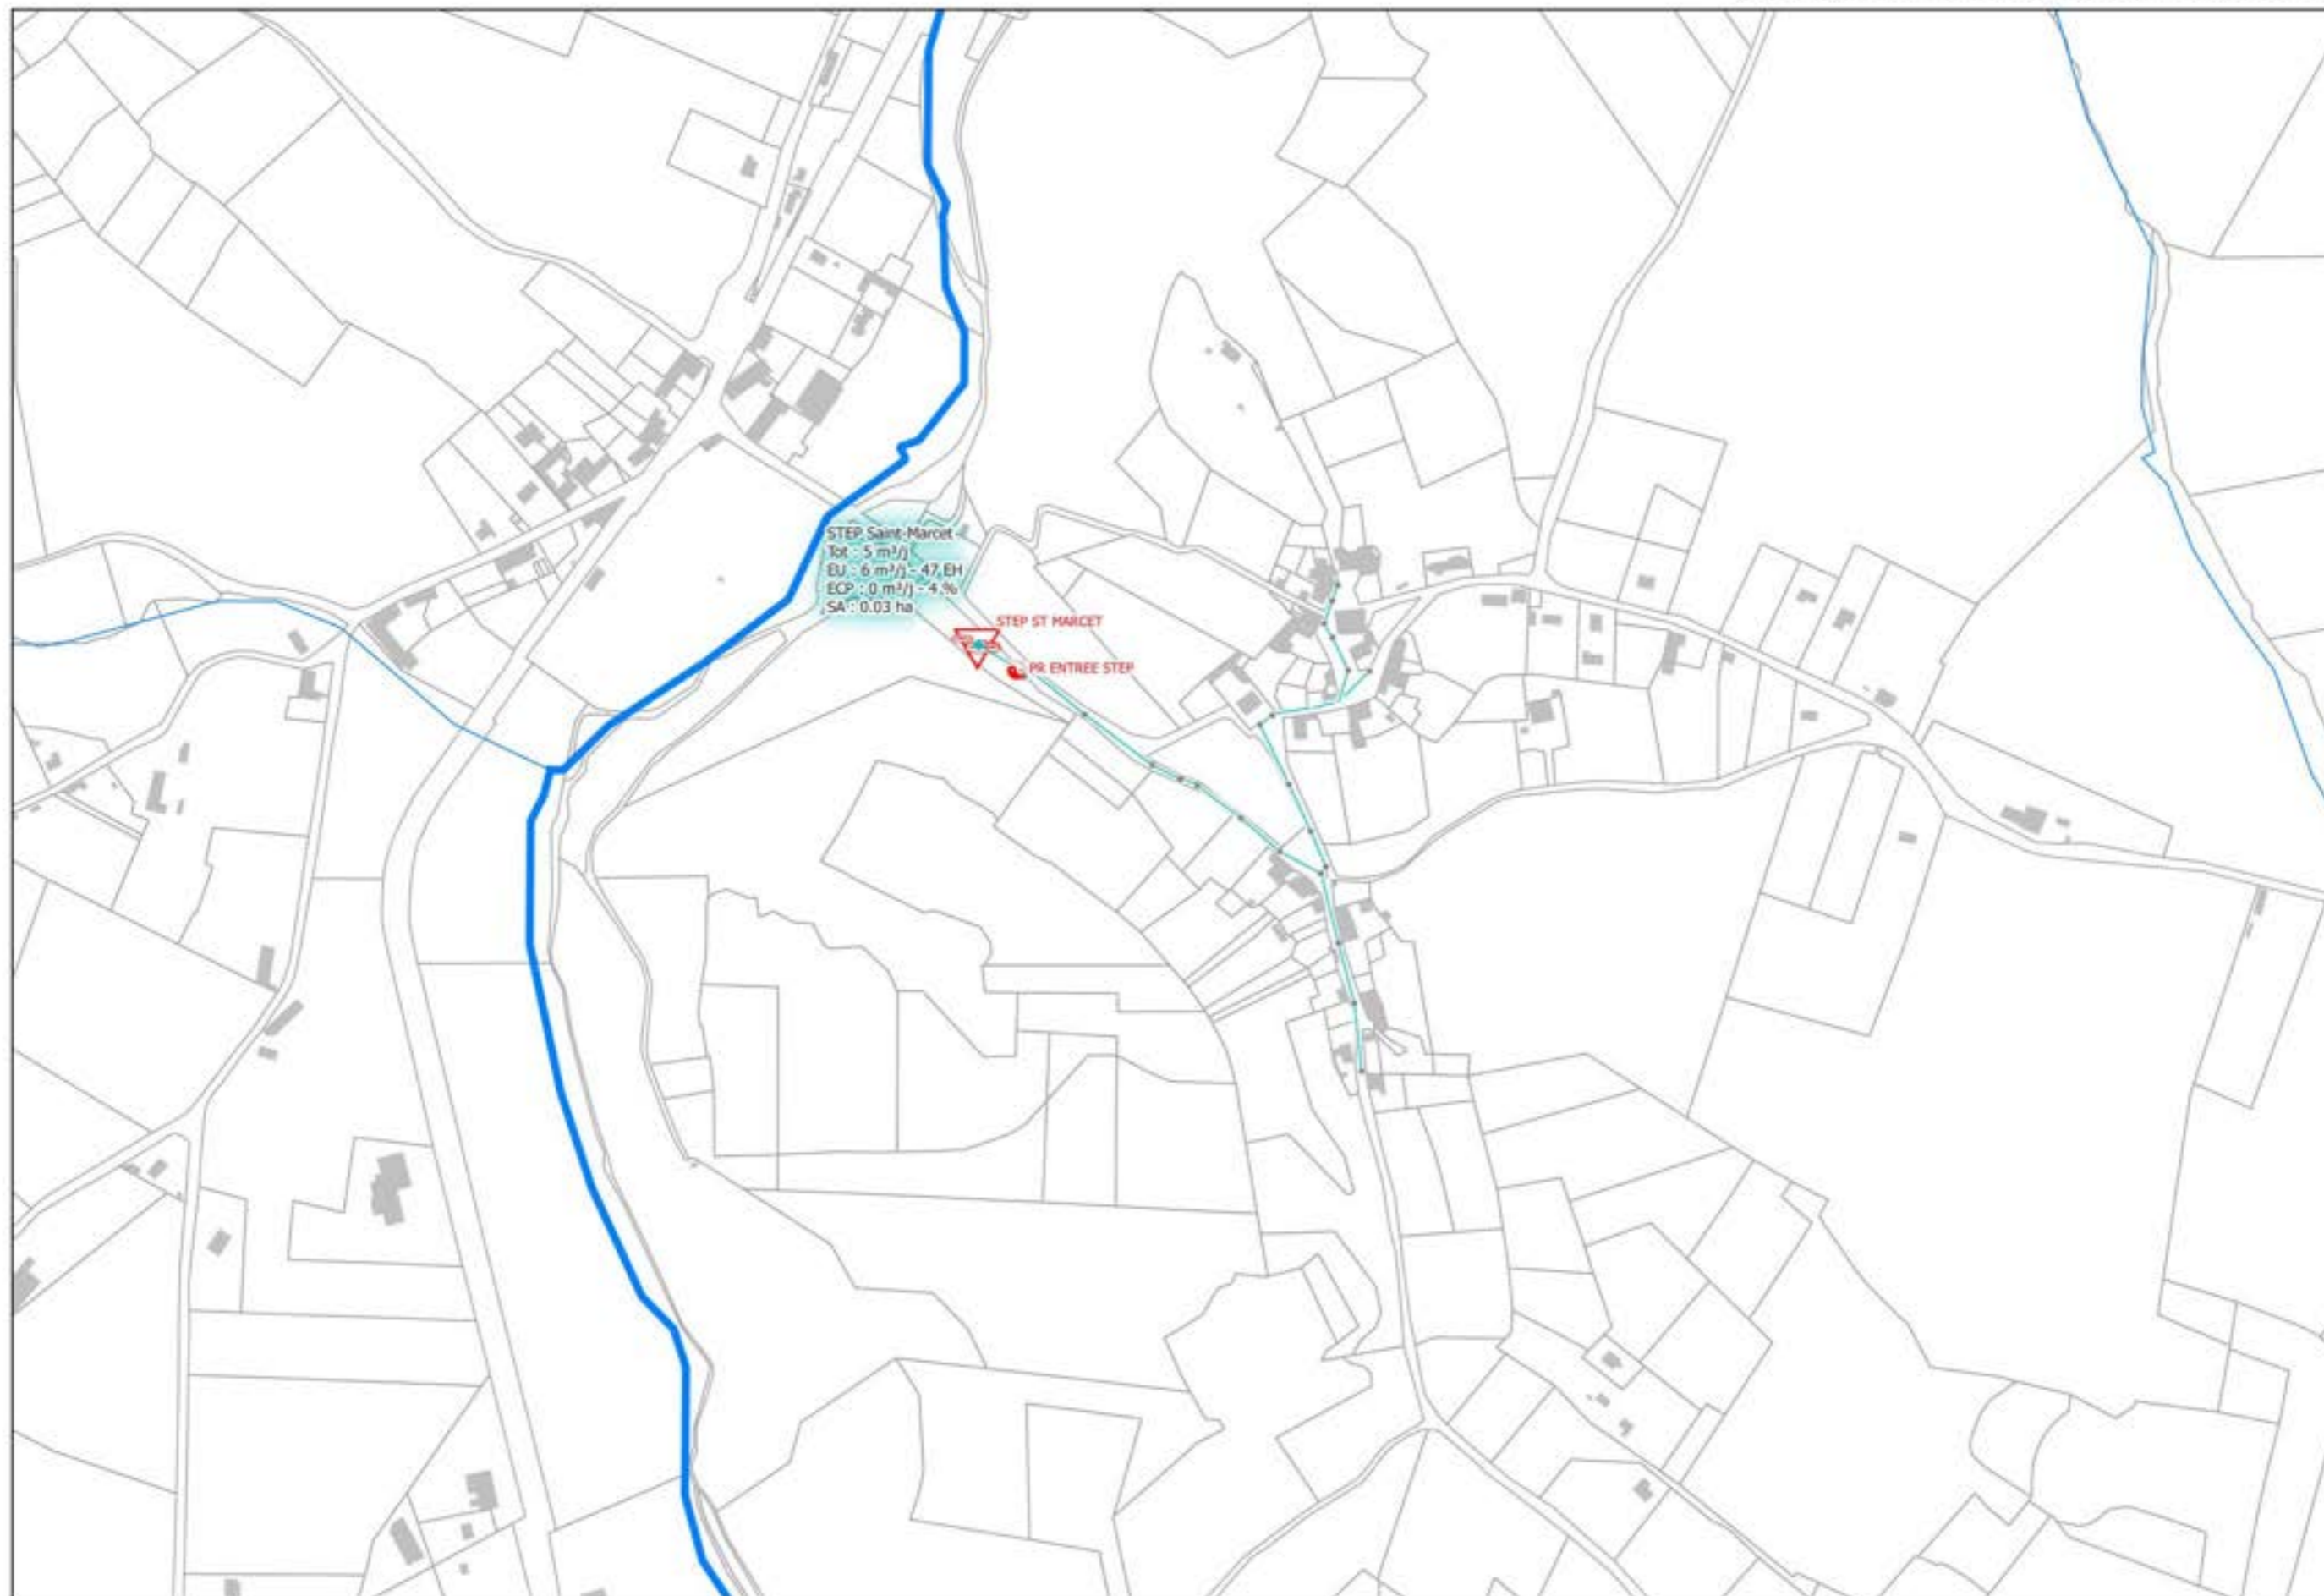 STEP Saint-Marcet
Tot : 5 m³/j
EU : 6 m³/j - 47 EH
ECP : 0 m³/j - 4 %
SA : 0.03 ha
STEP ST MARCET
PR ENTREE STEP